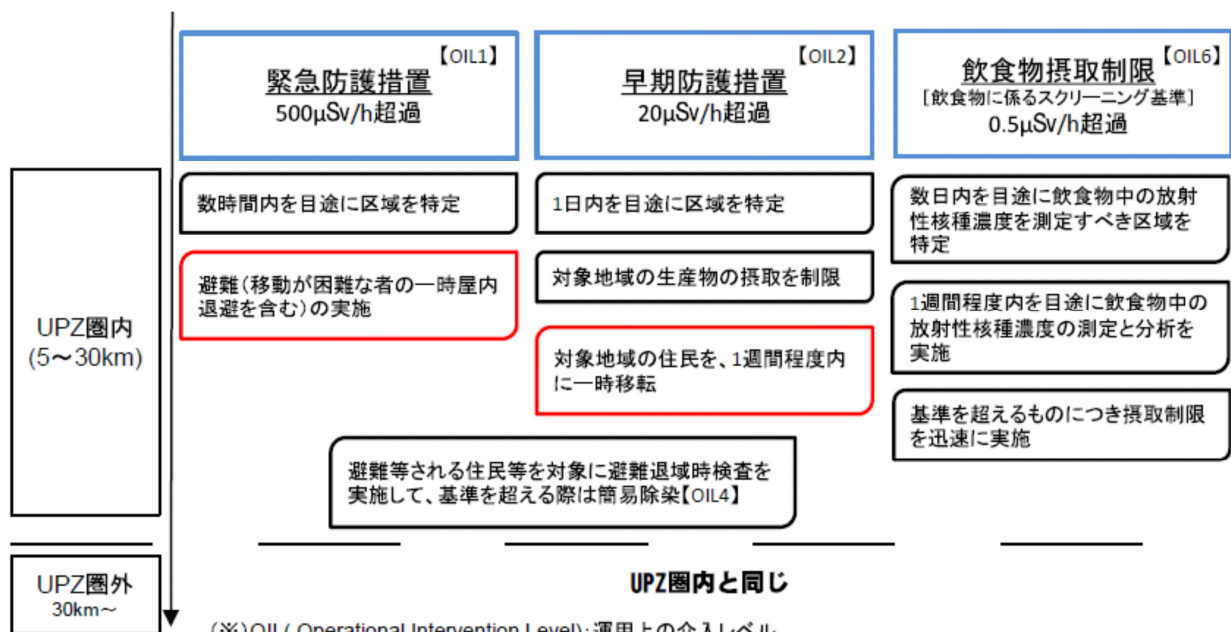 【OIL1】
緊急防護措置
500μSv/h超過
【OIL2】
早期防護措置
20μSv/h超過
【OIL6】
飲食物摂取制限
[飲食物に係るスクリーニング基準]
0.5μSv/h超過
UPZ圏内
(5～30km)
数時間内を目途に区域を特定
避難(移動が困難な者の一時屋内
退避を含む)の実施
1日内を目途に区域を特定
対象地域の生産物の摂取を制限
対象地域の住民を、1週間程度内
に一時移転
数日内を目途に飲食物中の放射
性核種濃度を測定すべき区域を
特定
1週間程度内を目途に飲食物中の
放射性核種濃度の測定と分析を
実施
基準を超えるものにつき摂取制限
を迅速に実施
避難等される住民等を対象に避難退域時検査を
実施して、基準を超える際は簡易除染【OIL4】
UPZ圏外
30km～
UPZ圏内と同じ
(※)OIL( Operational Intervention Level):運用上の介入レベル